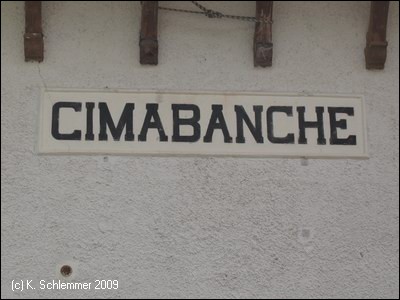 CIMABANCHE
(c) K. Schlemmer 2009